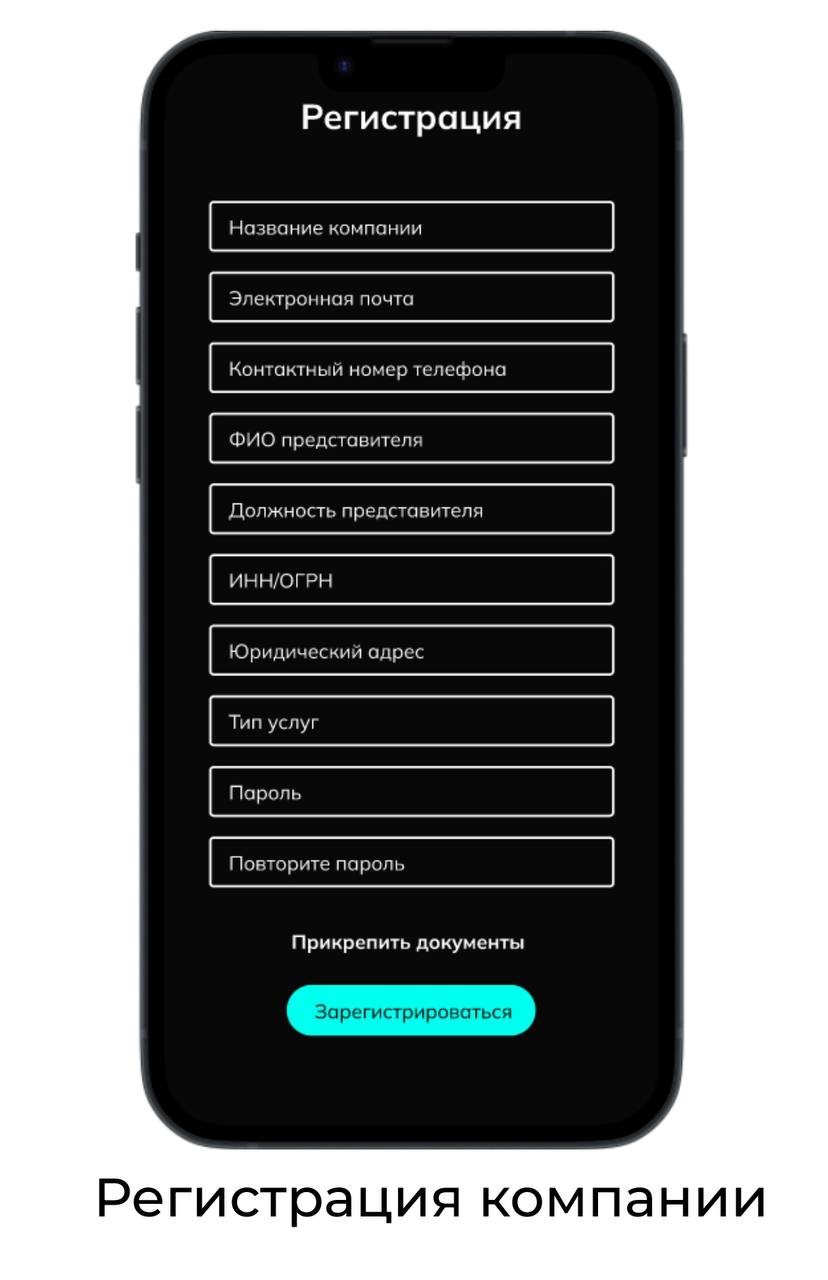 Регистрация
Название компании
Электронная почта
Контактный номер телефона
ФИО представителя
Должность представителя
ИНН/ОГРН
Юридический адрес
Тип услуг
Пароль
Повторите пароль
Прикрепить документы
Зарегистрироваться
Регистрация компании